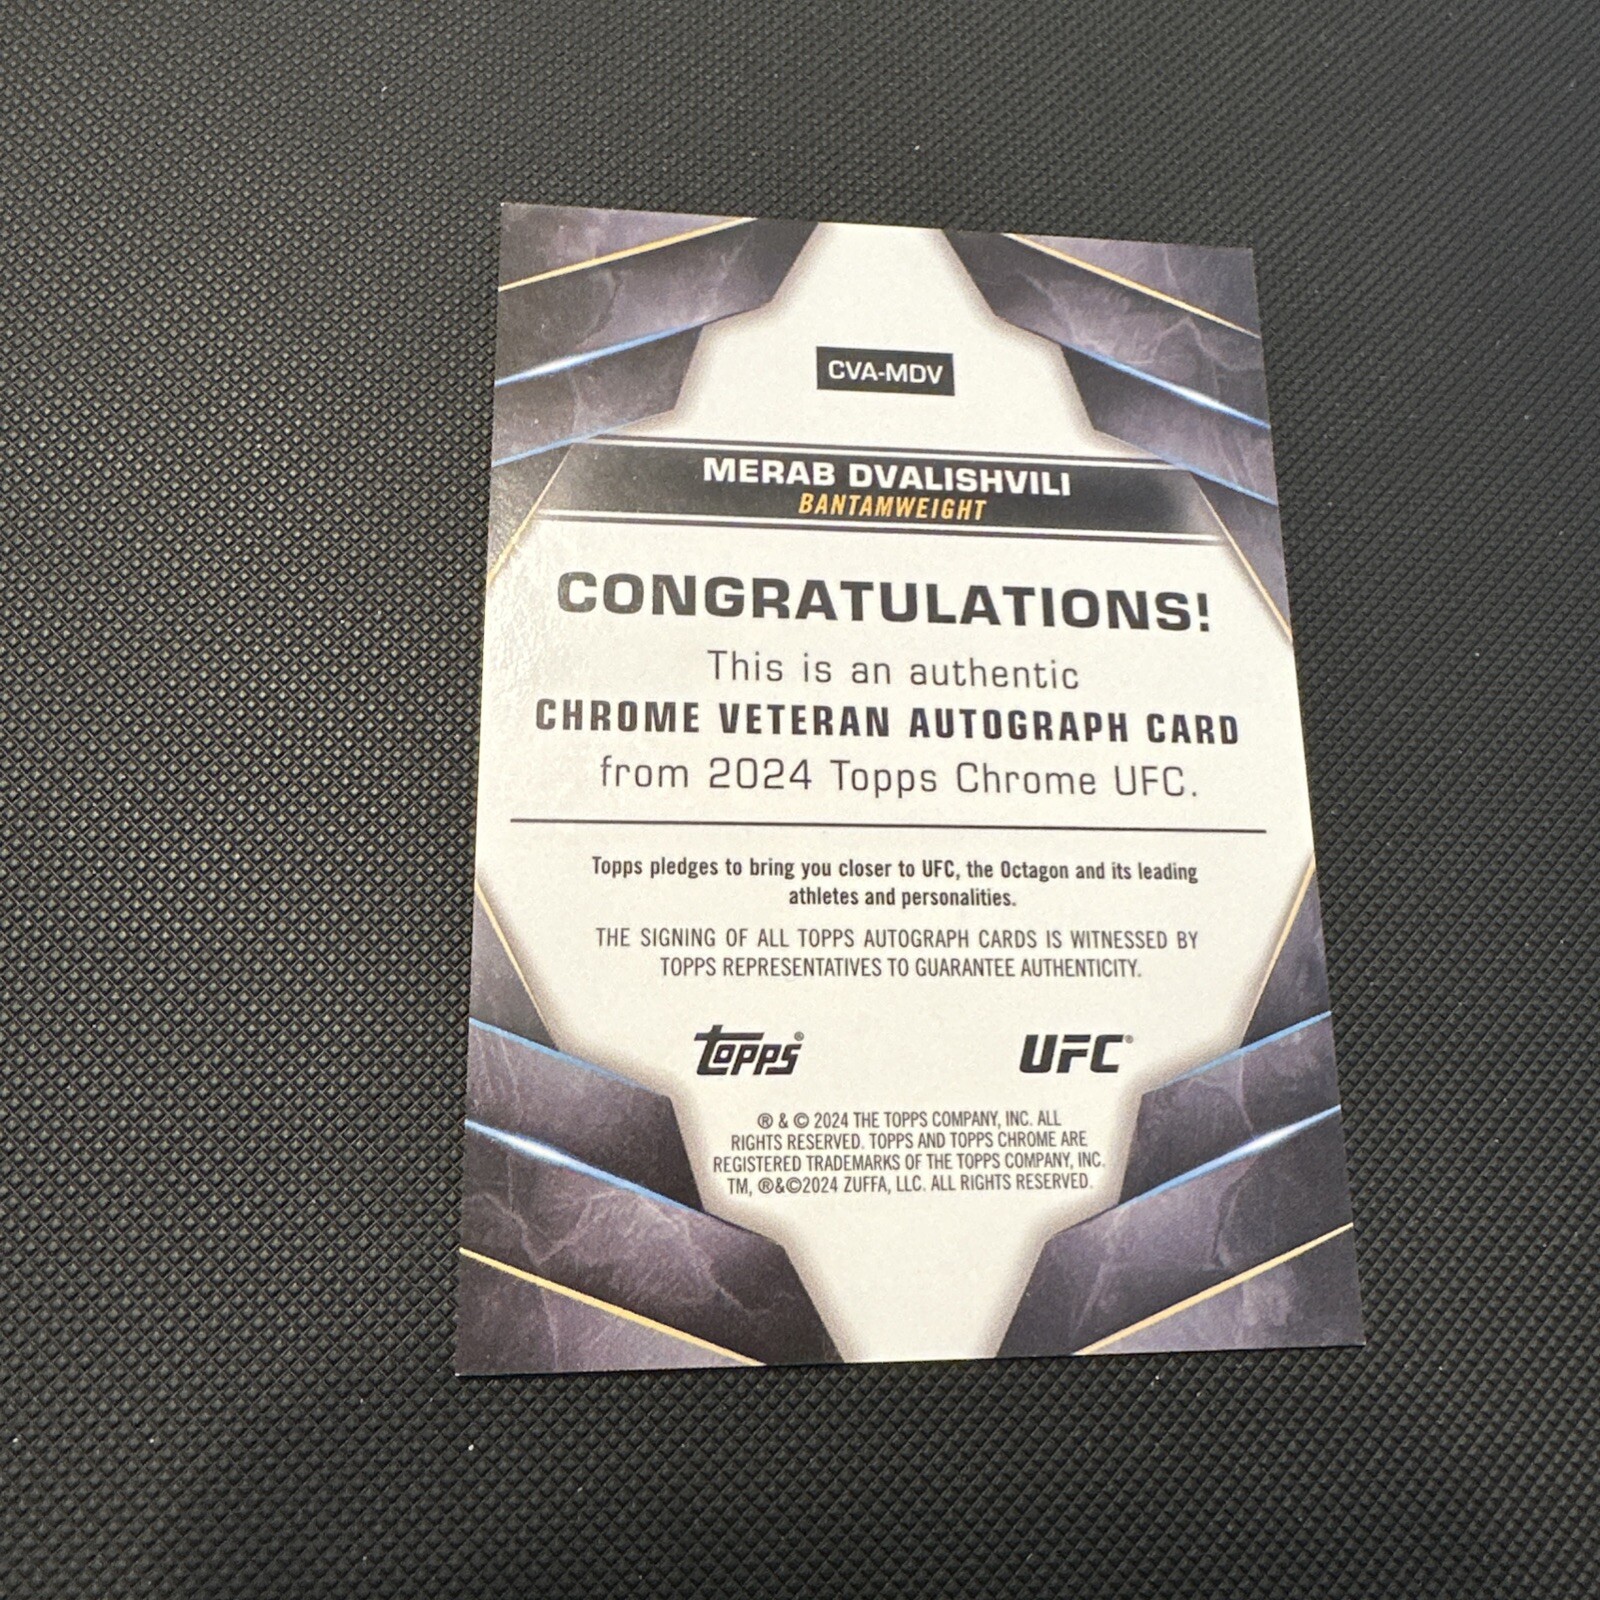 CVA-MDV
MERAB DVALISHVILI
BANTAMWEIGHT
CONGRATULATIONS!
This is an authentic
CHROME VETERAN AUTOGRAPH CARD
from 2024 Topps Chrome UFC.
Topps pledges to bring you closer to UFC, the Octagon and its leading
athletes and personalities.
THE SIGNING OF ALL TOPPS AUTOGRAPH CARDS IS WITNESSED BY
TOPPS REPRESENTATIVES TO GUARANTEE AUTHENTICITY.
Topps® UFC®
® & © 2024 THE TOPPS COMPANY, INC. ALL
RIGHTS RESERVED. TOPPS AND TOPPS CHROME ARE
REGISTERED TRADEMARKS OF THE TOPPS COMPANY, INC.
TM, ®&©2024 ZUFFA, LLC. ALL RIGHTS RESERVED.